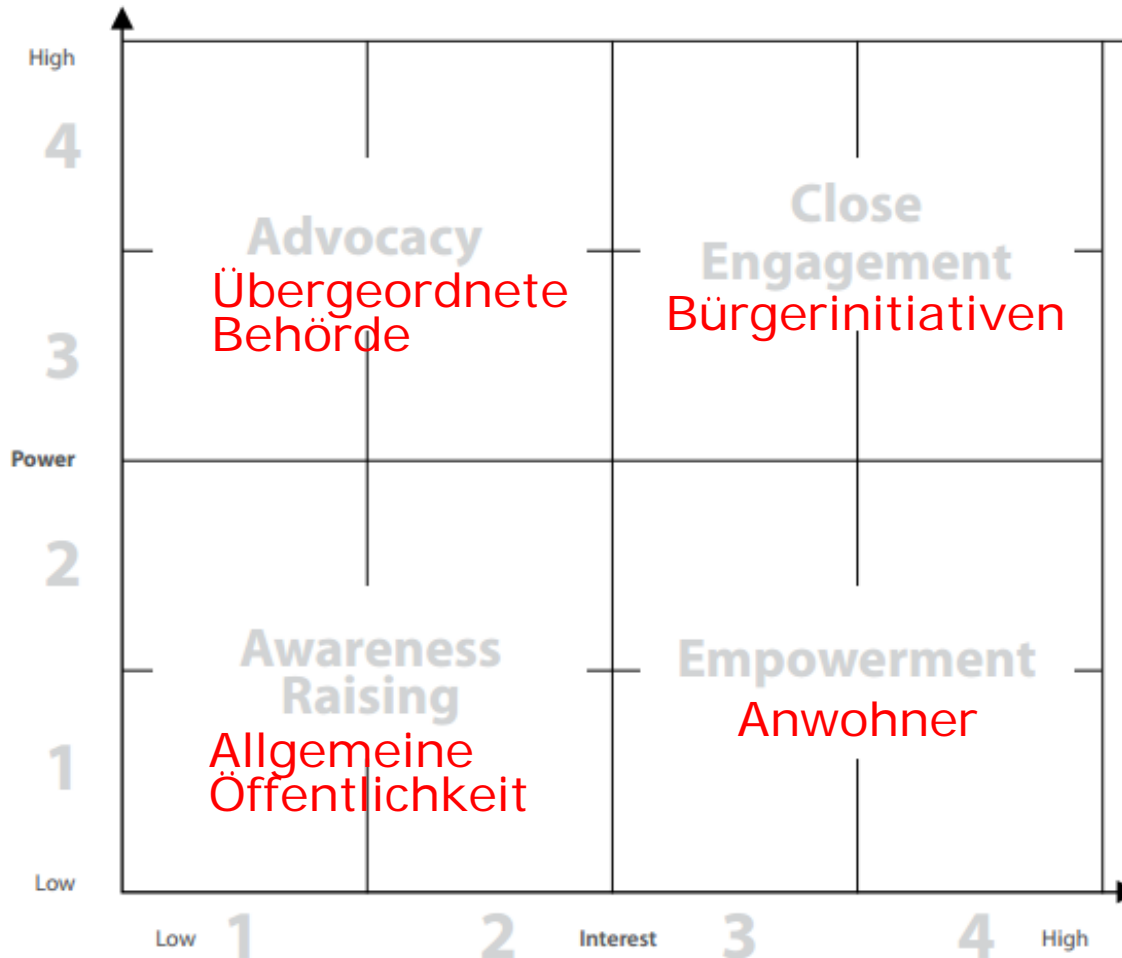 High
4
Advocacy
Übergeordnete
Behörde
Close
Engagement
Bürgerinitiativen
3
Power
2
Awareness
Raising
Allgemeine
Öffentlichkeit
Empowerment
Anwohner
1
Low
Low 1 2 Interest 3 4 High